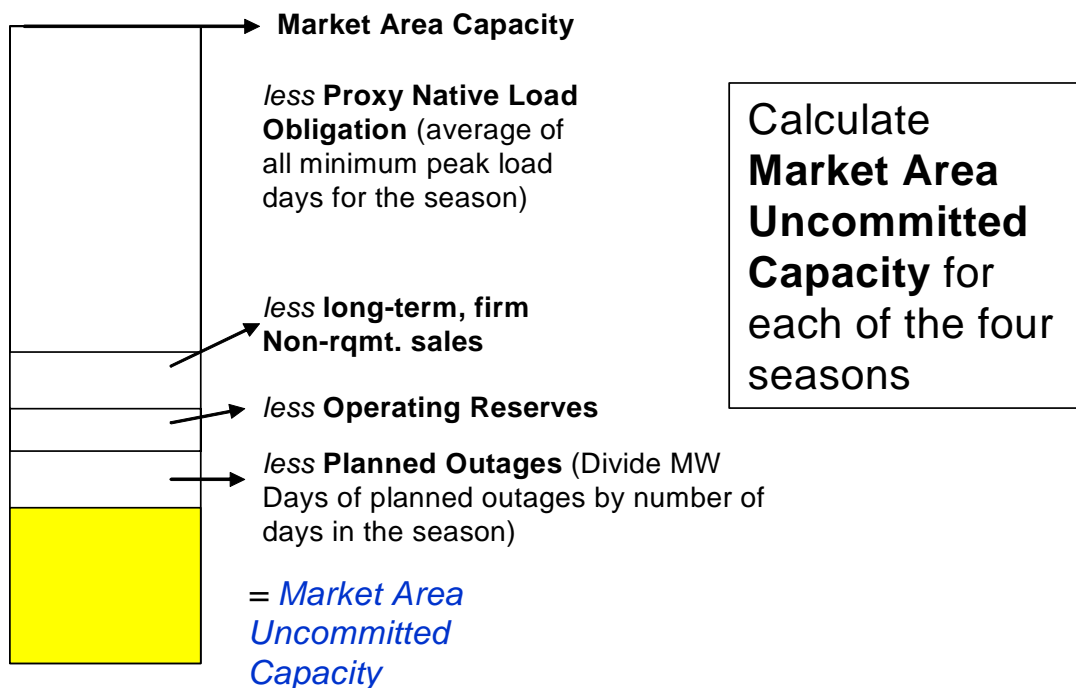 Market Area Capacity
less Proxy Native Load
Obligation (average of
all minimum peak load
days for the season)
less long-term, firm
Non-rqmt. sales
less Operating Reserves
less Planned Outages (Divide MW
Days of planned outages by number of
days in the season)
= Market Area
Uncommitted
Capacity
Calculate
Market Area
Uncommitted
Capacity for
each of the four
seasons